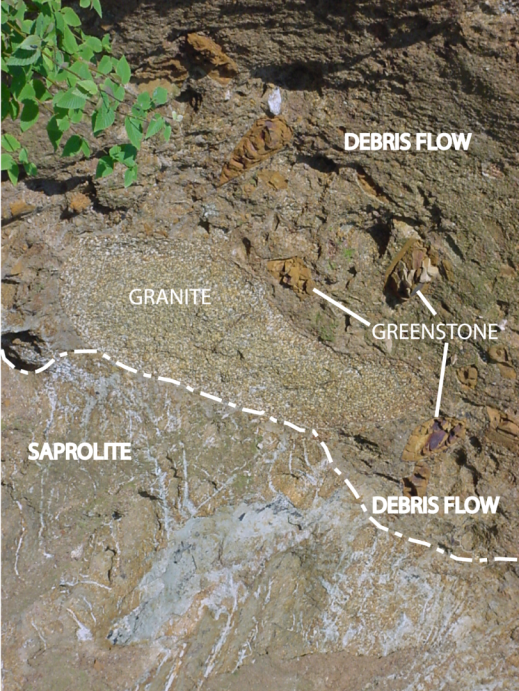 DEBRIS FLOW
GRANITE
GREENSTONE
SAPROLITE
DEBRIS FLOW